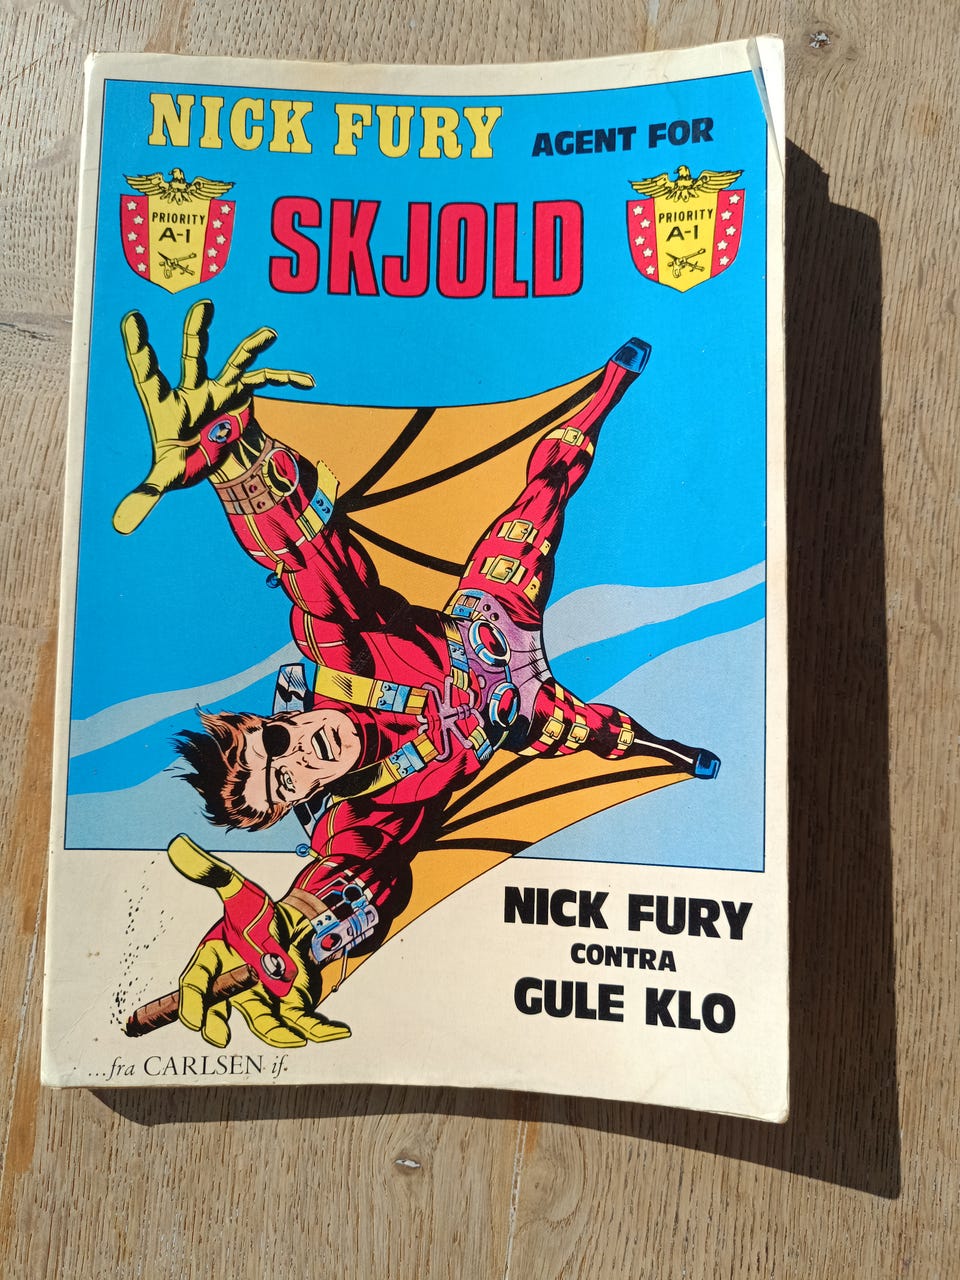 NICK FURY AGENT FOR
PRIORITY
A-1
SKJOLD
PRIORITY
A-1
NICK FURY
CONTRA
GULE KLO
...fra CARLSEN if.